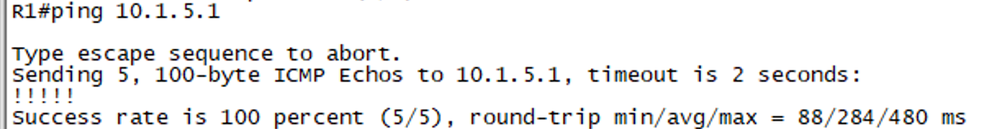 R1#ping 10.1.5.1
Type escape sequence to abort.
Sending 5, 100-byte ICMP Echos to 10.1.5.1, timeout is 2 seconds:
!!!!!
Success rate is 100 percent (5/5), round-trip min/avg/max = 88/284/480 ms